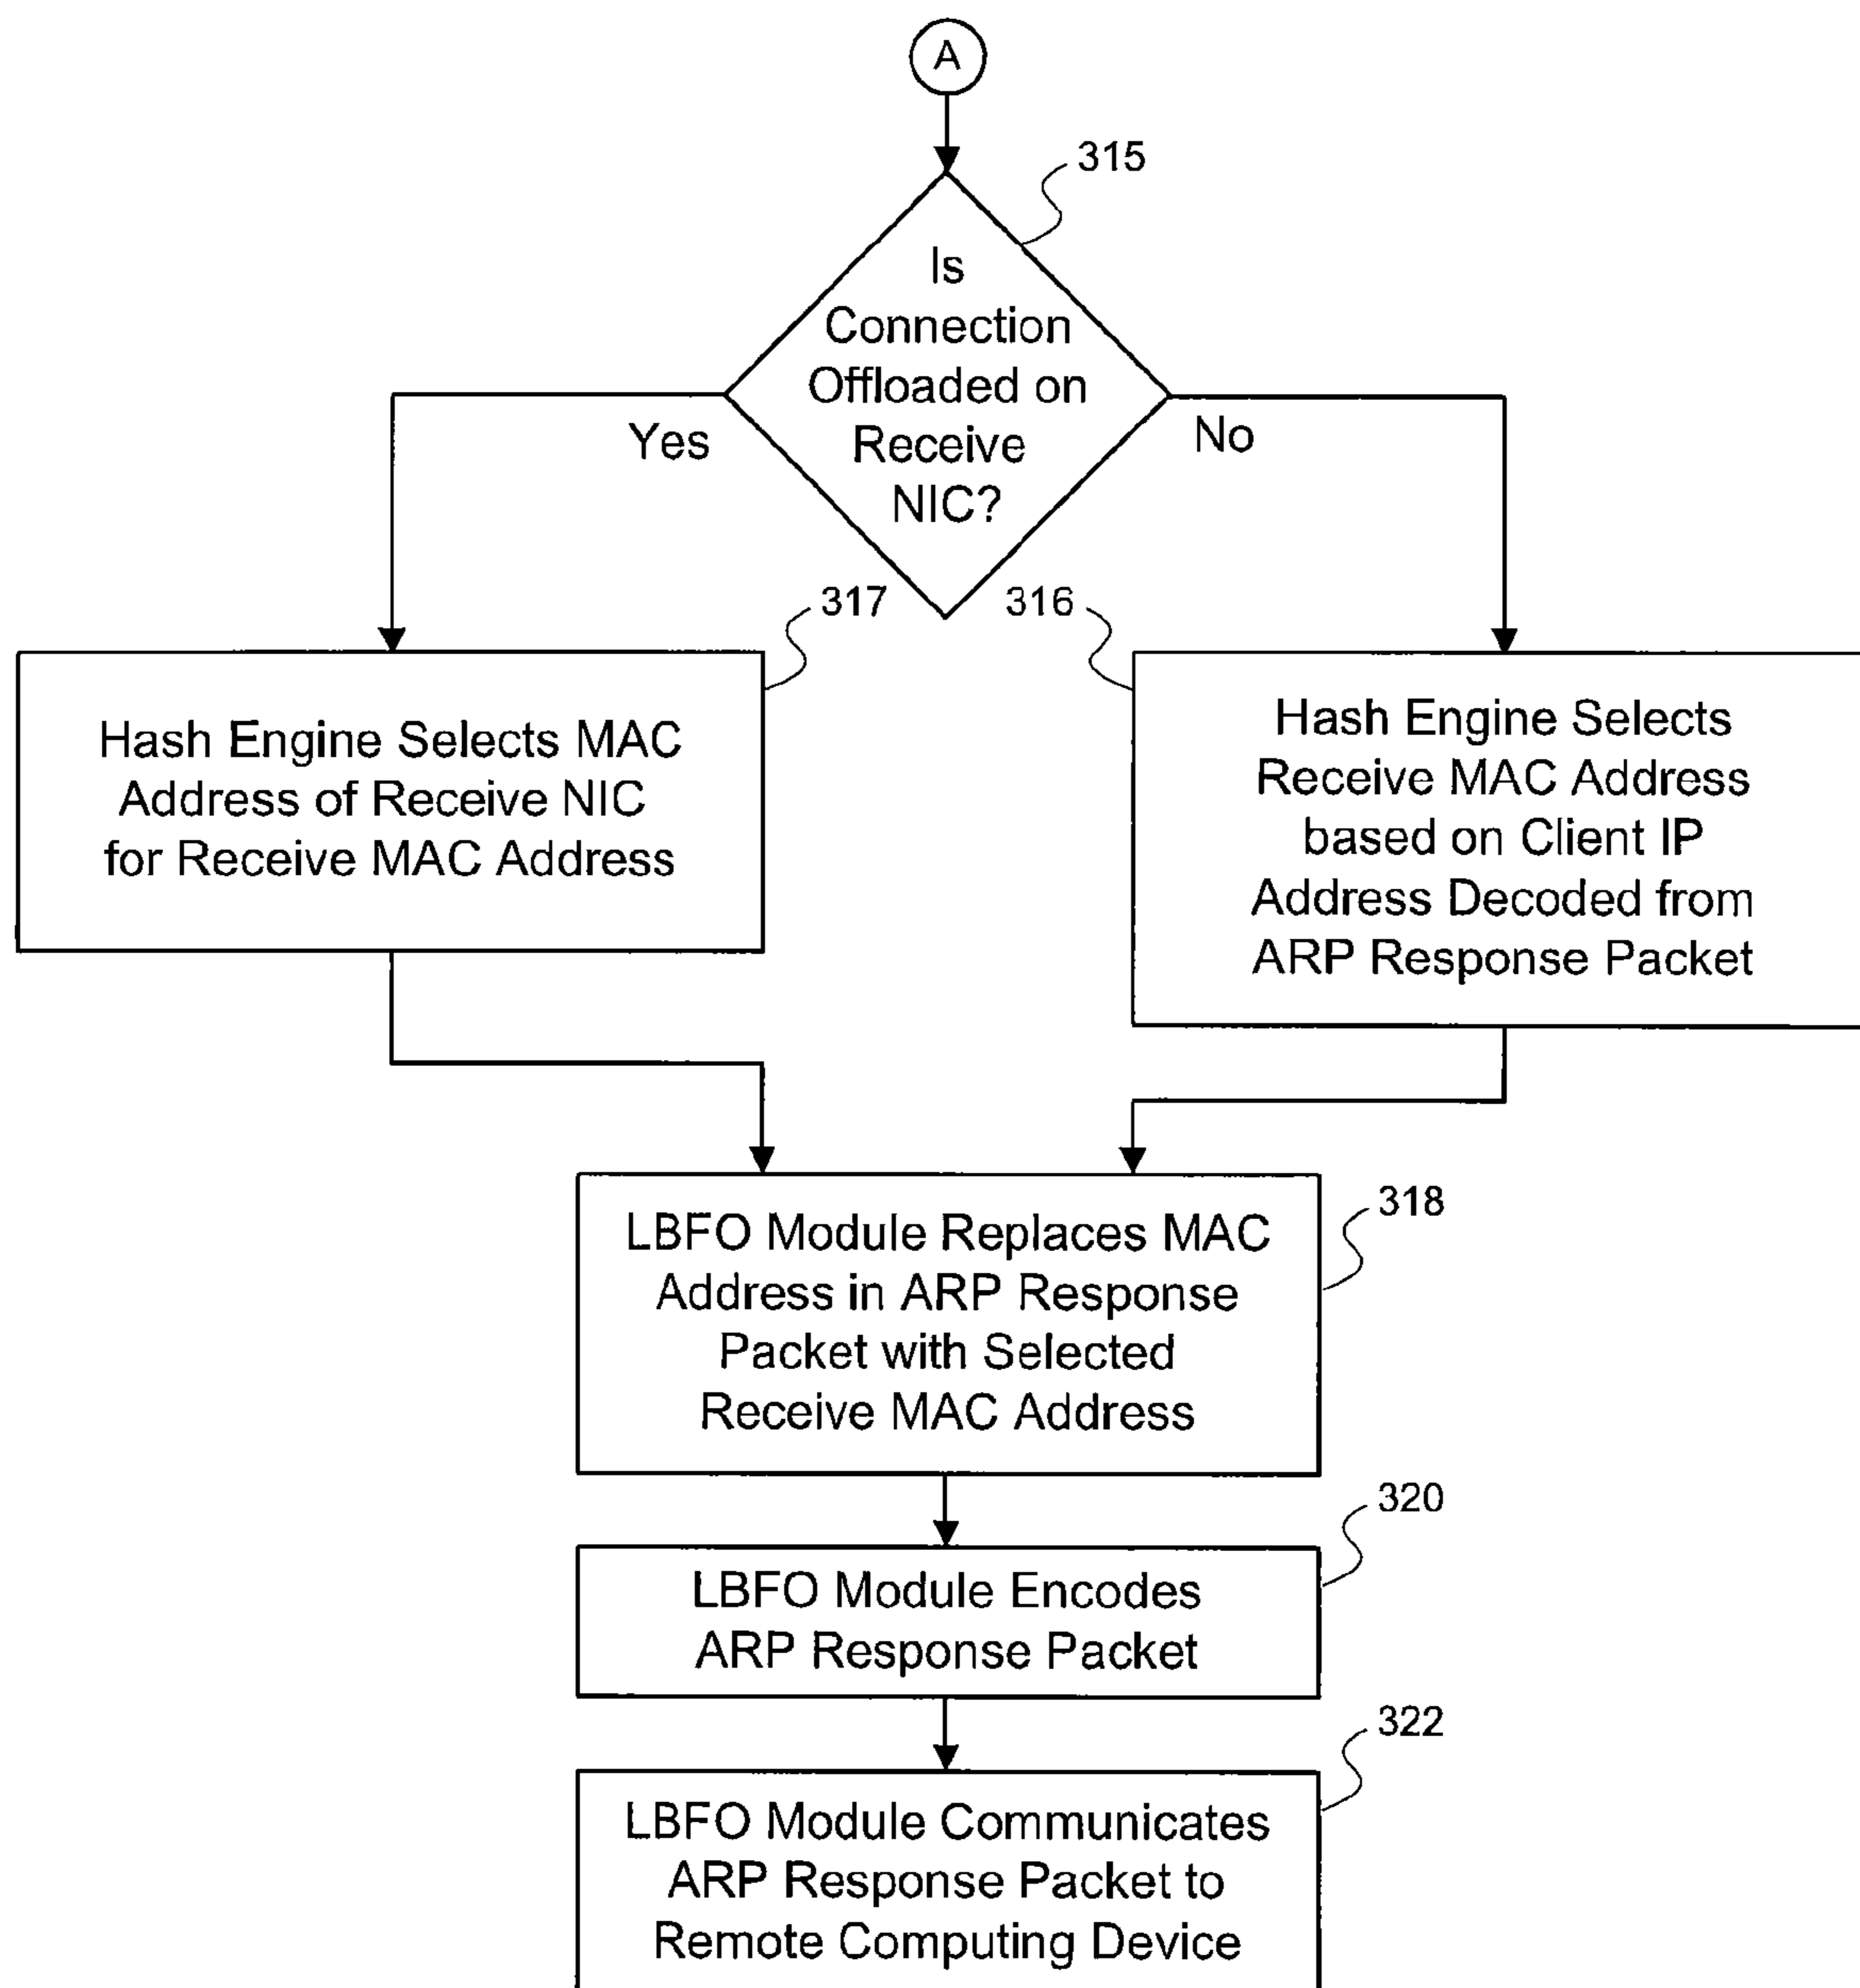 A
315
Is
Connection
Offloaded on
Receive
NIC?
Yes
No
317
316
Hash Engine Selects MAC
Address of Receive NIC
for Receive MAC Address
Hash Engine Selects
Receive MAC Address
based on Client IP
Address Decoded from
ARP Response Packet
318
LBFO Module Replaces MAC
Address in ARP Response
Packet with Selected
Receive MAC Address
320
LBFO Module Encodes
ARP Response Packet
322
LBFO Module Communicates
ARP Response Packet to
Remote Computing Device